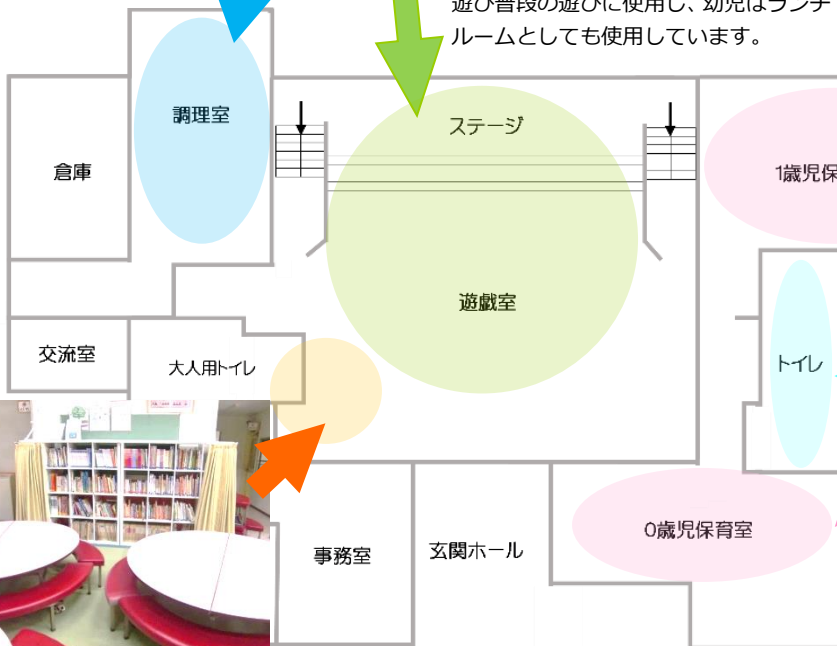 遊び普段の遊びに使用し、幼児はランチ
ルームとしても使用しています。
調理室
ステージ
倉庫
1歳児保
遊戯室
交流室
大人用トイレ
トイレ
0歳児保育室
事務室
玄関ホール